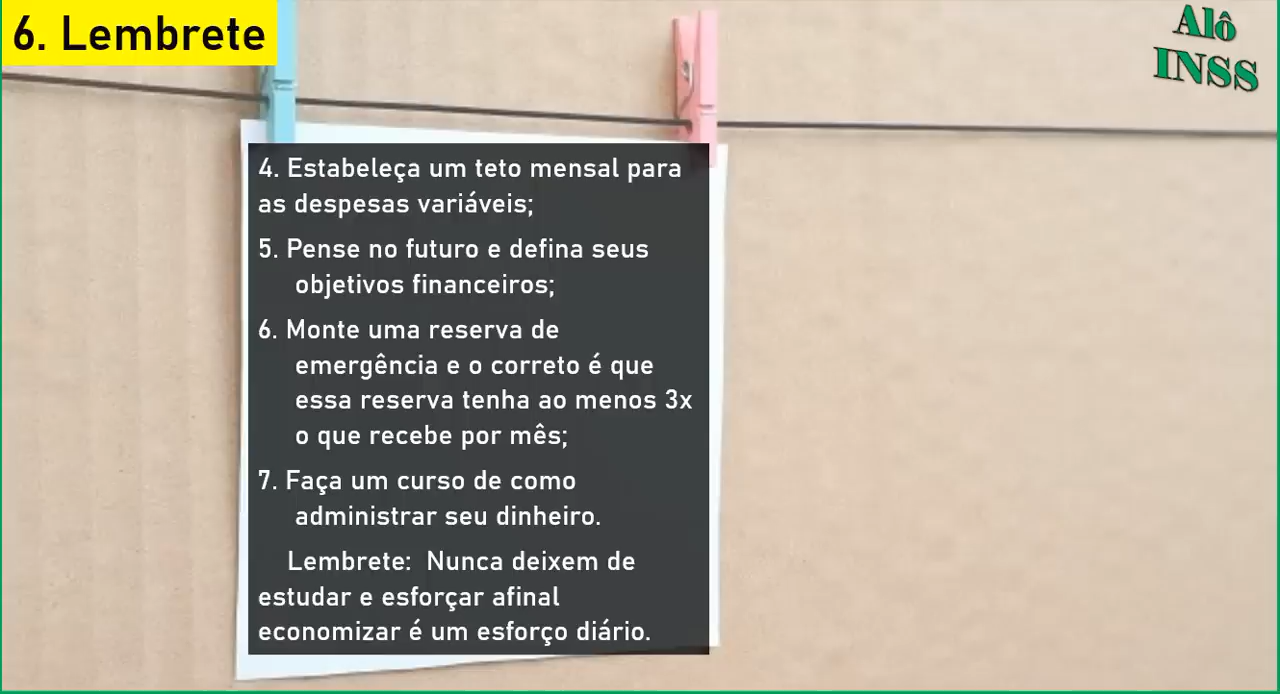 6. Lembrete
Alô
INSS
4. Estabeleça um teto mensal para
as despesas variáveis;
5. Pense no futuro e defina seus
objetivos financeiros;
6. Monte uma reserva de
emergência e o correto é que
essa reserva tenha ao menos 3x
o que recebe por mês;
7. Faça um curso de como
administrar seu dinheiro.
Lembrete: Nunca deixem de
estudar e esforçar afinal
economizar é um esforço diário.